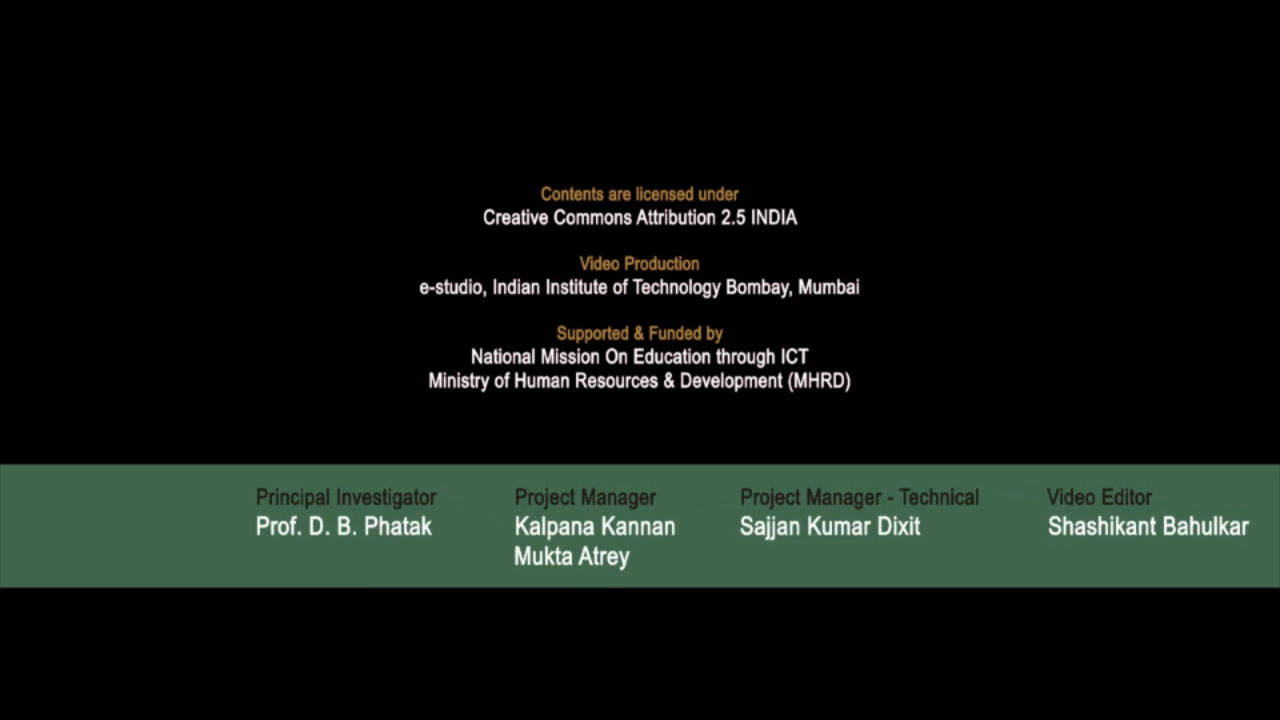 Contents are licensed under
Creative Commons Attribution 2.5 INDIA
Video Production
e-studio, Indian Institute of Technology Bombay, Mumbai
Supported & Funded by
National Mission On Education through ICT
Ministry of Human Resources & Development (MHRD)
Principal Investigator
Prof. D. B. Phatak
Project Manager
Kalpana Kannan
Mukta Atrey
Project Manager - Technical
Sajjan Kumar Dixit
Video Editor
Shashikant Bahulkar